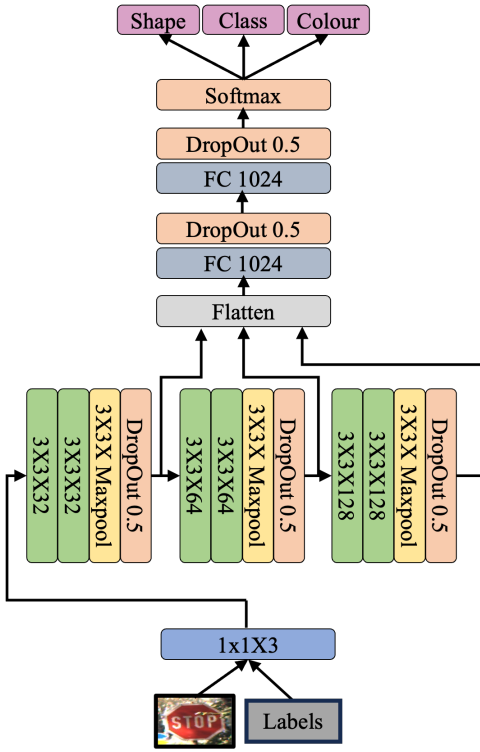 Shape Class Colour
Softmax
DropOut 0.5
FC 1024
DropOut 0.5
FC 1024
Flatten
3X3X32
3X3X32
3X3X Maxpool
DropOut 0.5
3X3X64
3X3X64
3X3X Maxpool
DropOut 0.5
3X3X128
3X3X128
3X3X Maxpool
DropOut 0.5
1x1X3
STOP
Labels